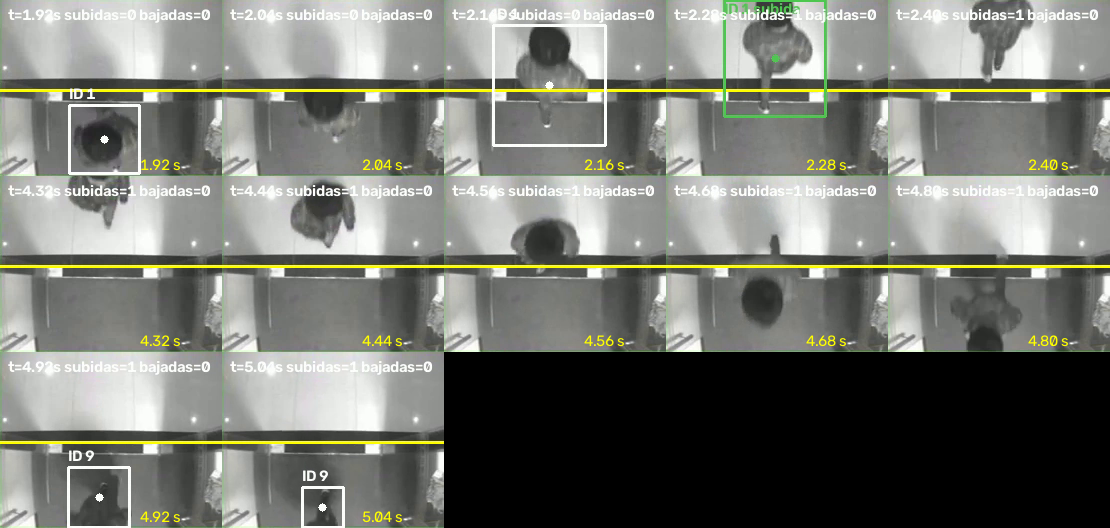 t=1.92s subidas=0 bajadas=0
ID 1
1.92 s
t=2.04s subidas=0 bajadas=0
2.04 s
subidas=0 bajadas=0
2.16 s
subidas=1 bajadas=0
ID 1 subida
2.28 s
t=2.40s subidas=1 bajadas=0
2.40 s
t=4.32s subidas=1 bajadas=0
4.32 s
t=4.44s subidas=1 bajadas=0
4.44 s
t=4.56s subidas=1 bajadas=0
4.56 s
t=4.68s subidas=1 bajadas=0
4.68 s
t=4.80s subidas=1 bajadas=0
4.80 s
t=4.92s subidas=1 bajadas=0
ID 9
4.92 s
t=5.04s subidas=1 bajadas=0
ID 9
5.04 s